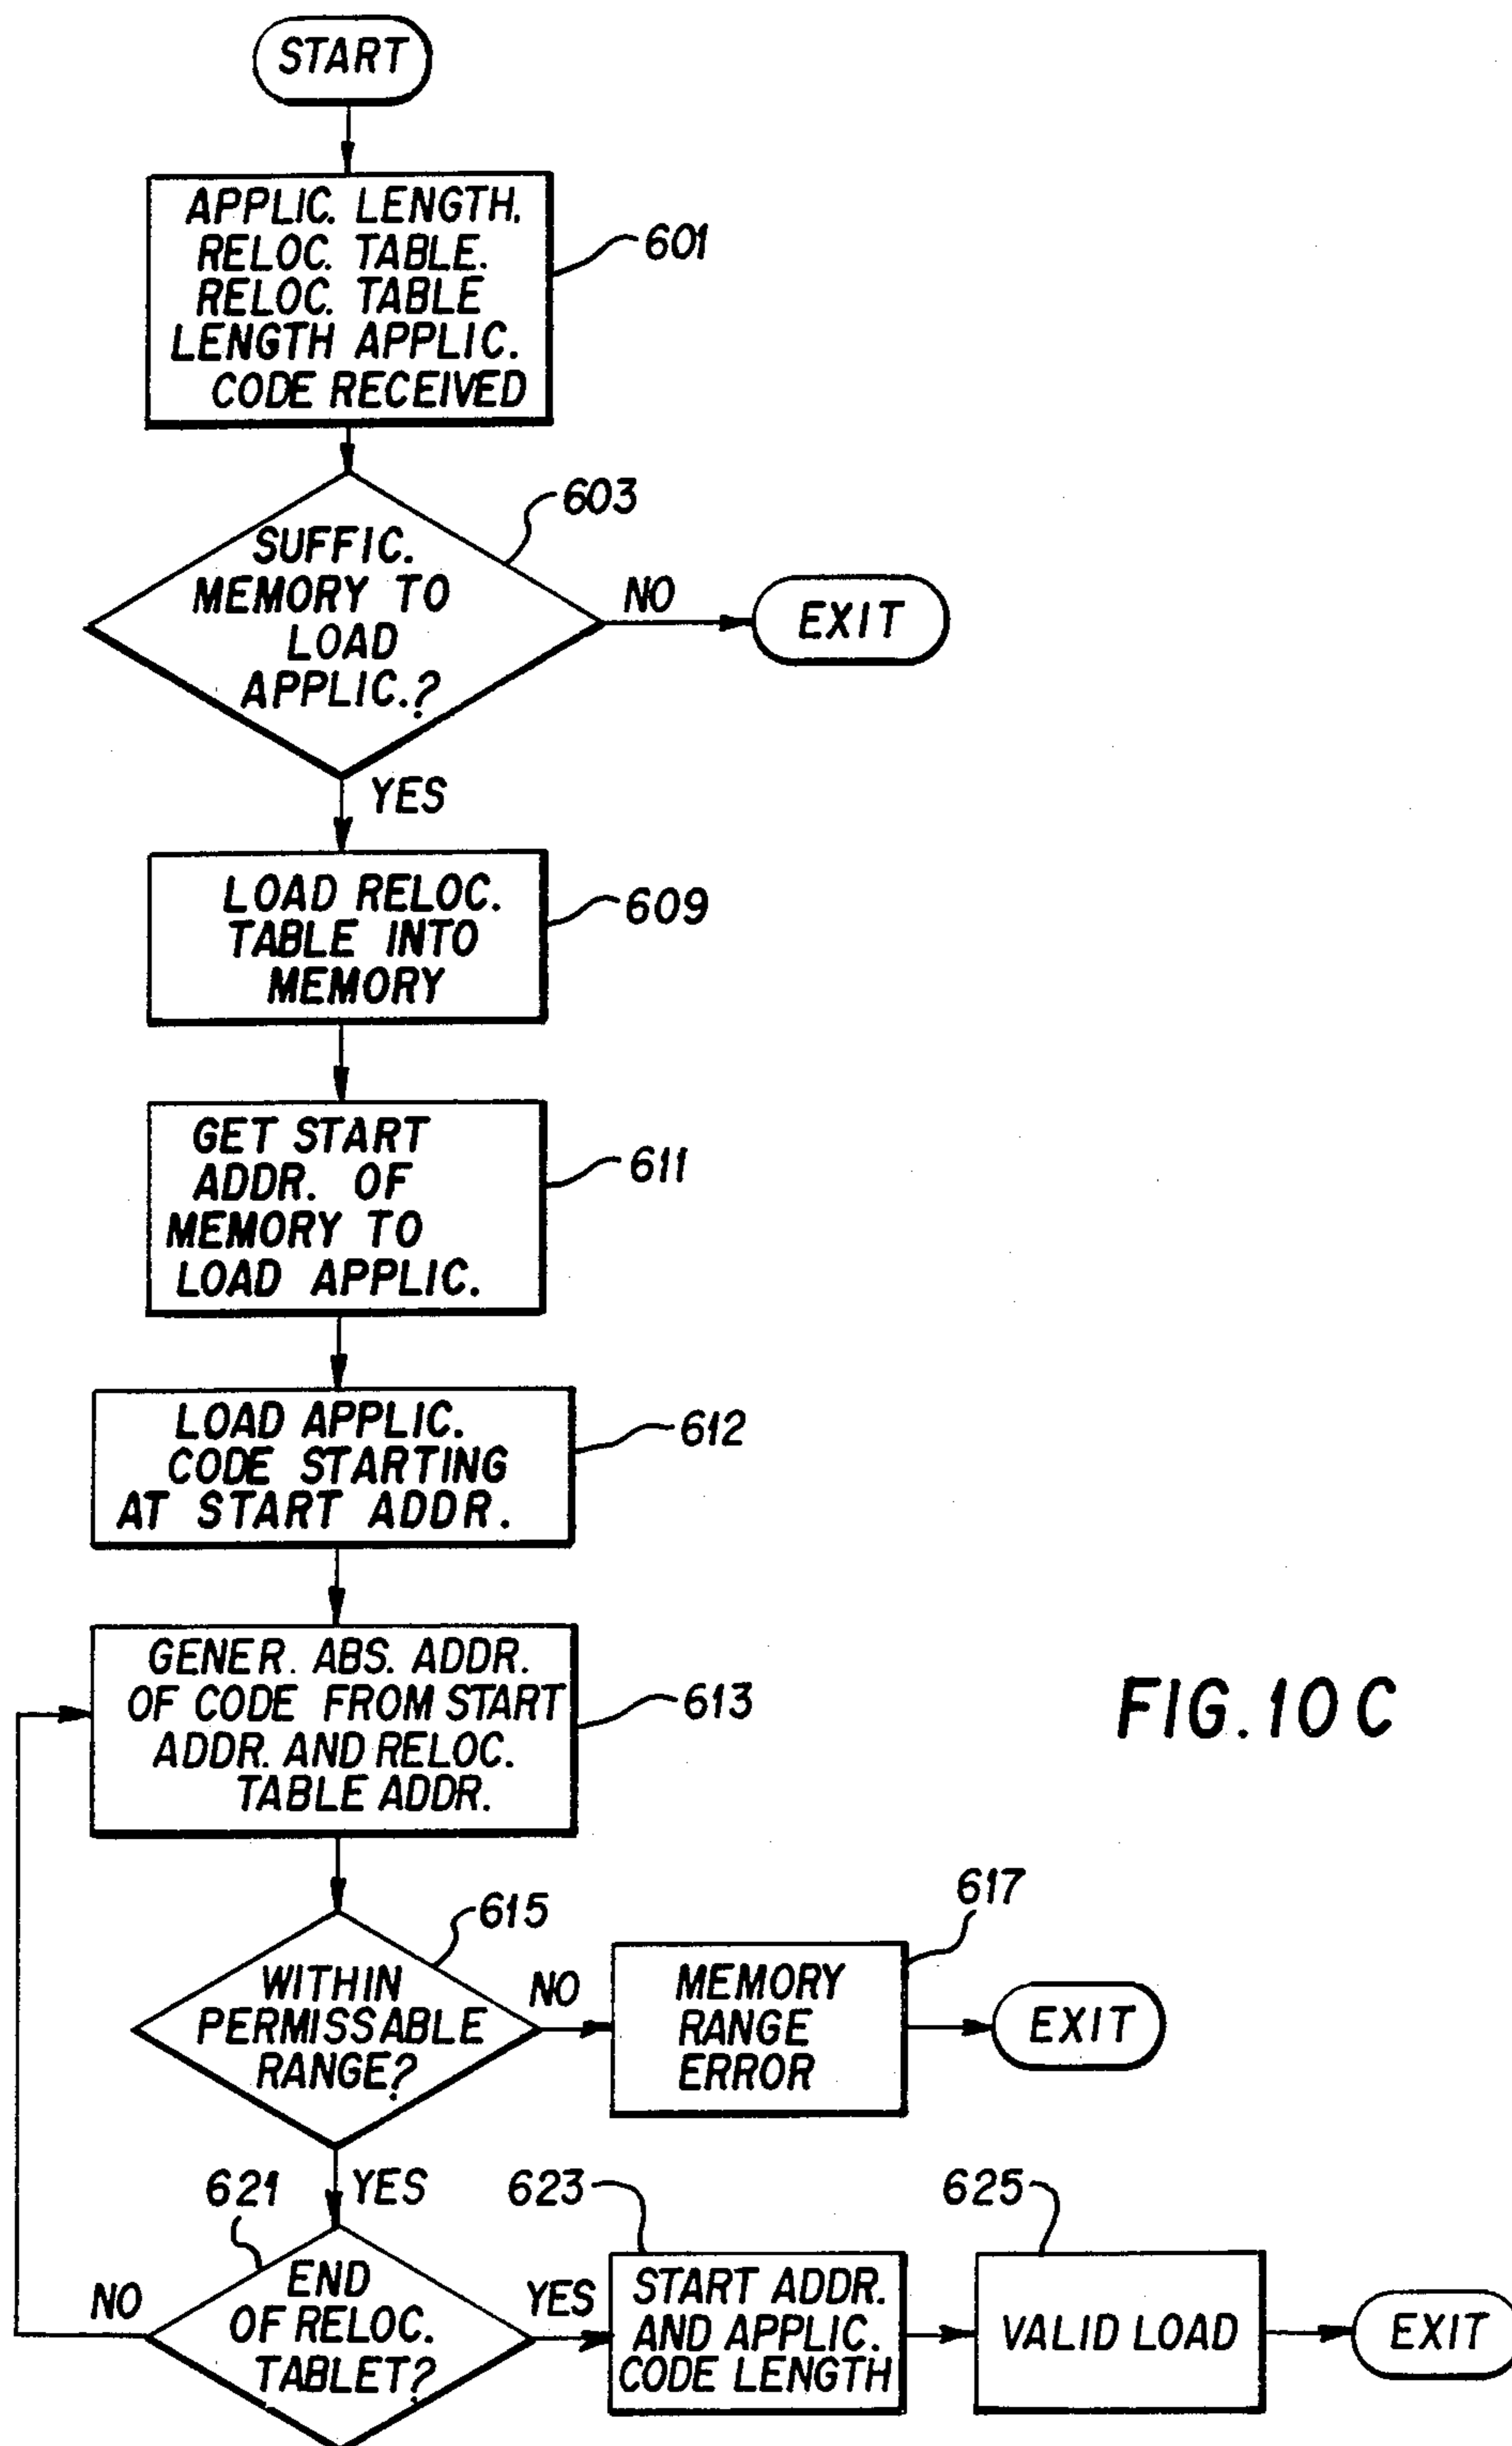 START
APPLIC. LENGTH.
RELOC. TABLE.
RELOC. TABLE
LENGTH APPLIC.
CODE RECEIVED
601
603
SUFFIC.
MEMORY TO
LOAD
APPLIC.?
NO
EXIT
YES
LOAD RELOC.
TABLE INTO
MEMORY
609
GET START
ADDR. OF
MEMORY TO
LOAD APPLIC.
611
LOAD APPLIC.
CODE STARTING
AT START ADDR.
612
GENER. ABS. ADDR.
OF CODE FROM START
ADDR. AND RELOC.
TABLE ADDR.
613
FIG. 10 C
615
WITHIN
PERMISSABLE
RANGE?
NO
617
MEMORY
RANGE
ERROR
EXIT
YES
621
END
OF RELOC.
TABLET?
NO
YES
623
START ADDR.
AND APPLIC.
CODE LENGTH
625
VALID LOAD
EXIT